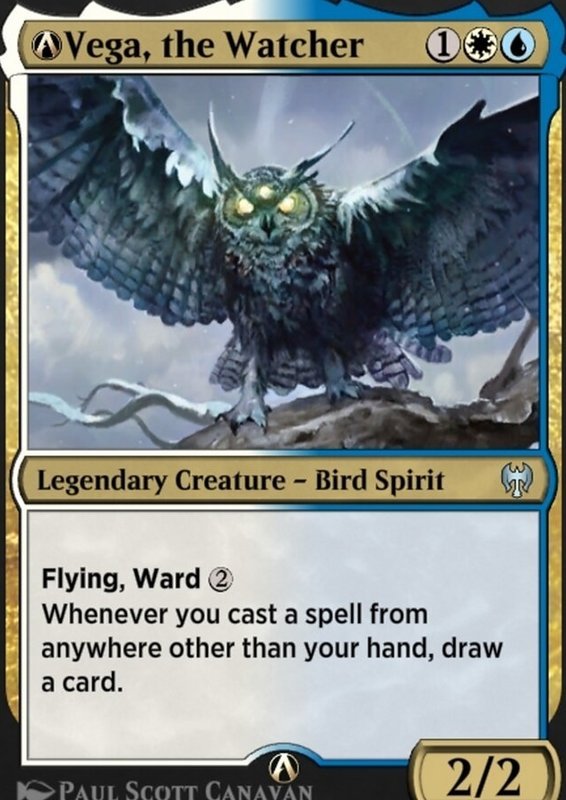 Vega, the Watcher 1
Legendary Creature – Bird Spirit
Flying, Ward 2
Whenever you cast a spell from
anywhere other than your hand, draw
a card.
2/2
PAUL SCOTT CANAVAN